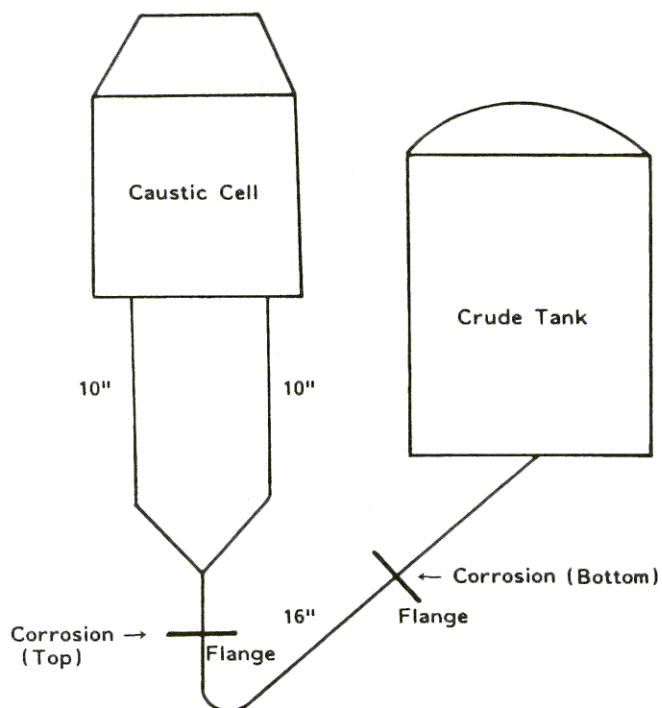 Caustic Cell
Crude Tank
10" 10"
← Corrosion (Bottom)
16" Flange
Corrosion →
(Top) Flange